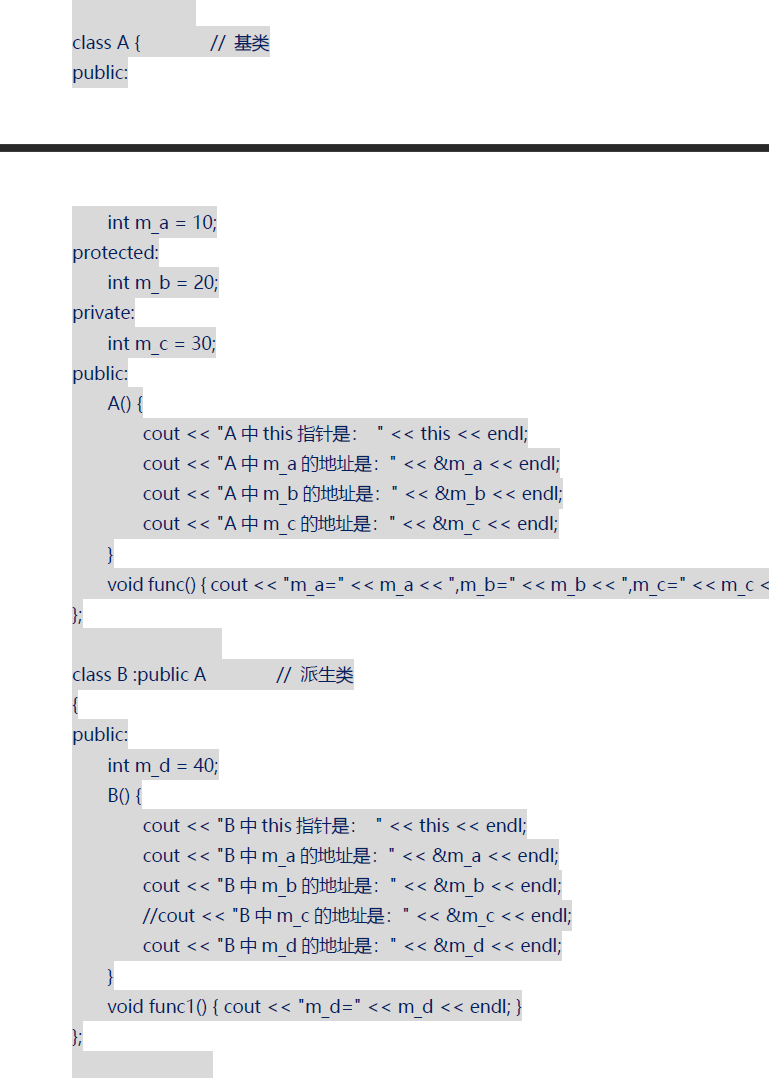 class A {            // 基类
public:
    int m_a = 10;
protected:
    int m_b = 20;
private:
    int m_c = 30;
public:
    A() {
        cout << "A 中 this 指针是： " << this << endl;
        cout << "A 中 m_a 的地址是：" << &m_a << endl;
        cout << "A 中 m_b 的地址是：" << &m_b << endl;
        cout << "A 中 m_c 的地址是：" << &m_c << endl;
    }
    void func() { cout << "m_a=" << m_a << ",m_b=" << m_b << ",m_c=" << m_c <
};
class B :public A            // 派生类
{
public:
    int m_d = 40;
    B() {
        cout << "B 中 this 指针是： " << this << endl;
        cout << "B 中 m_a 的地址是：" << &m_a << endl;
        cout << "B 中 m_b 的地址是：" << &m_b << endl;
        //cout << "B 中 m_c 的地址是：" << &m_c << endl;
        cout << "B 中 m_d 的地址是：" << &m_d << endl;
    }
    void func1() { cout << "m_d=" << m_d << endl; }
};